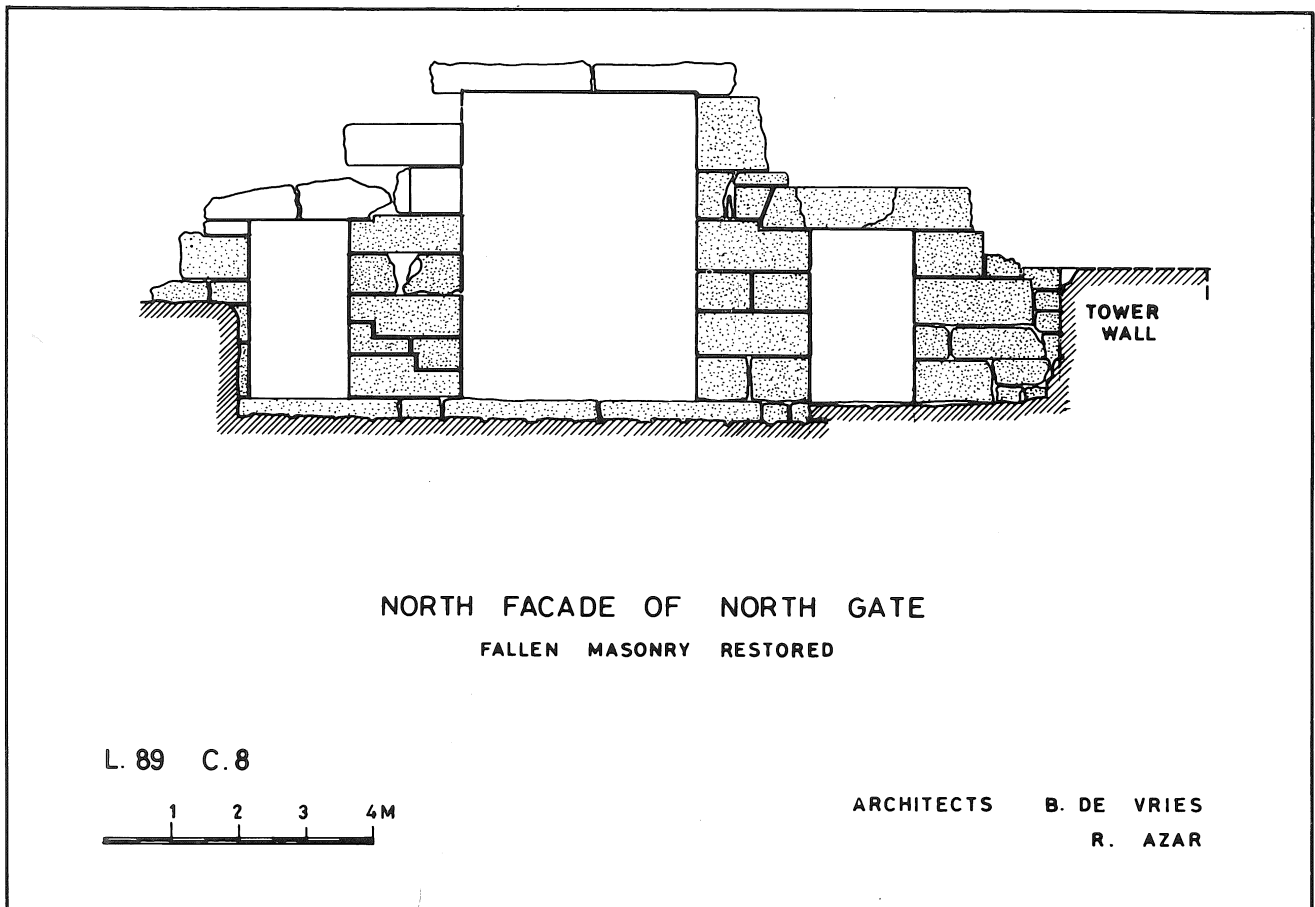 TOWER
WALL
NORTH FACADE OF NORTH GATE
FALLEN MASONRY RESTORED
L. 89 C. 8
1 2 3 4M
ARCHITECTS B. DE VRIES
R. AZAR